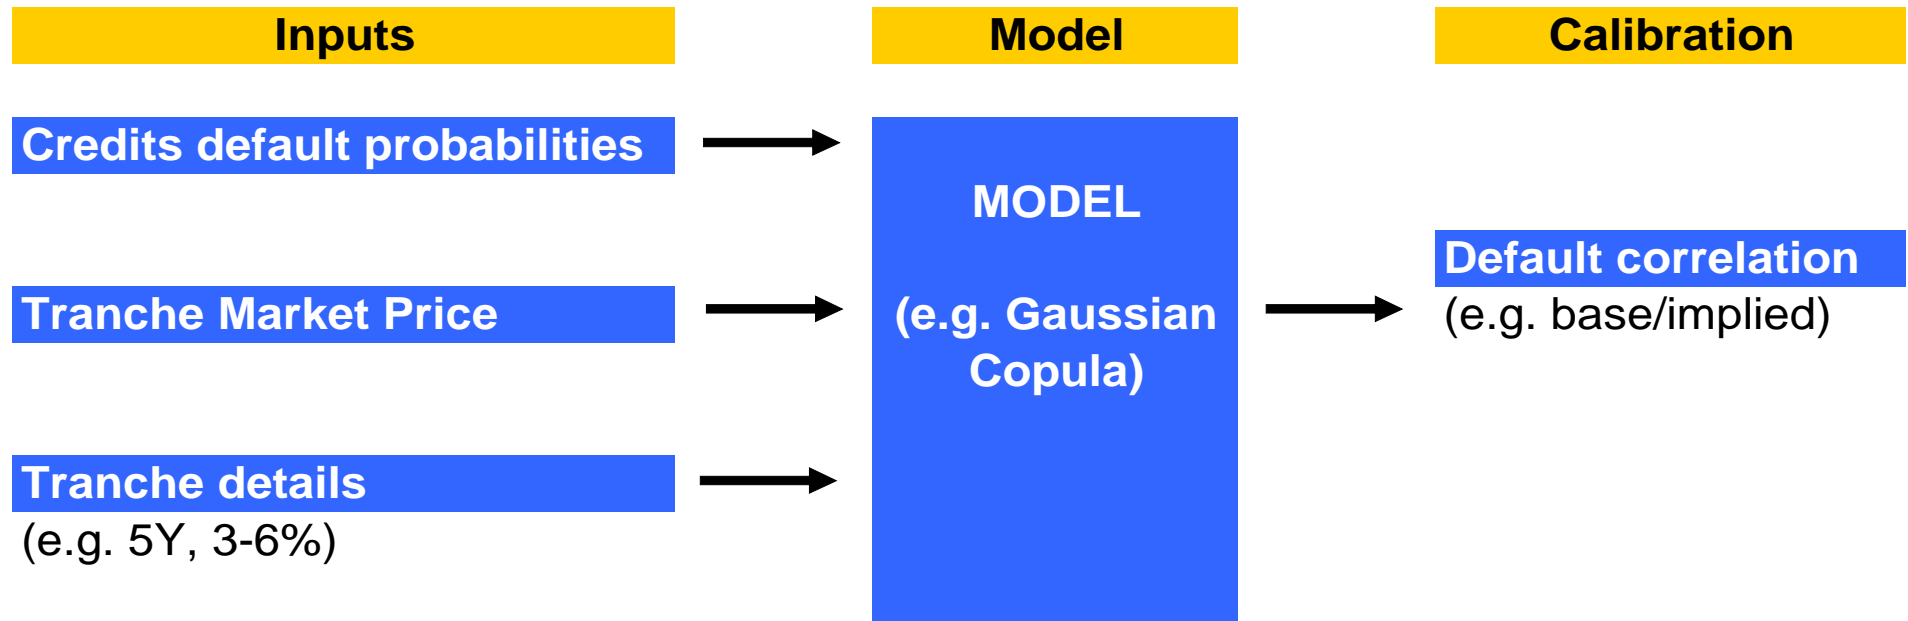 Inputs
Model
Calibration
Credits default probabilities
Tranche Market Price
Tranche details
(e.g. 5Y, 3-6%)
MODEL
(e.g. Gaussian
Copula)
Default correlation
(e.g. base/implied)